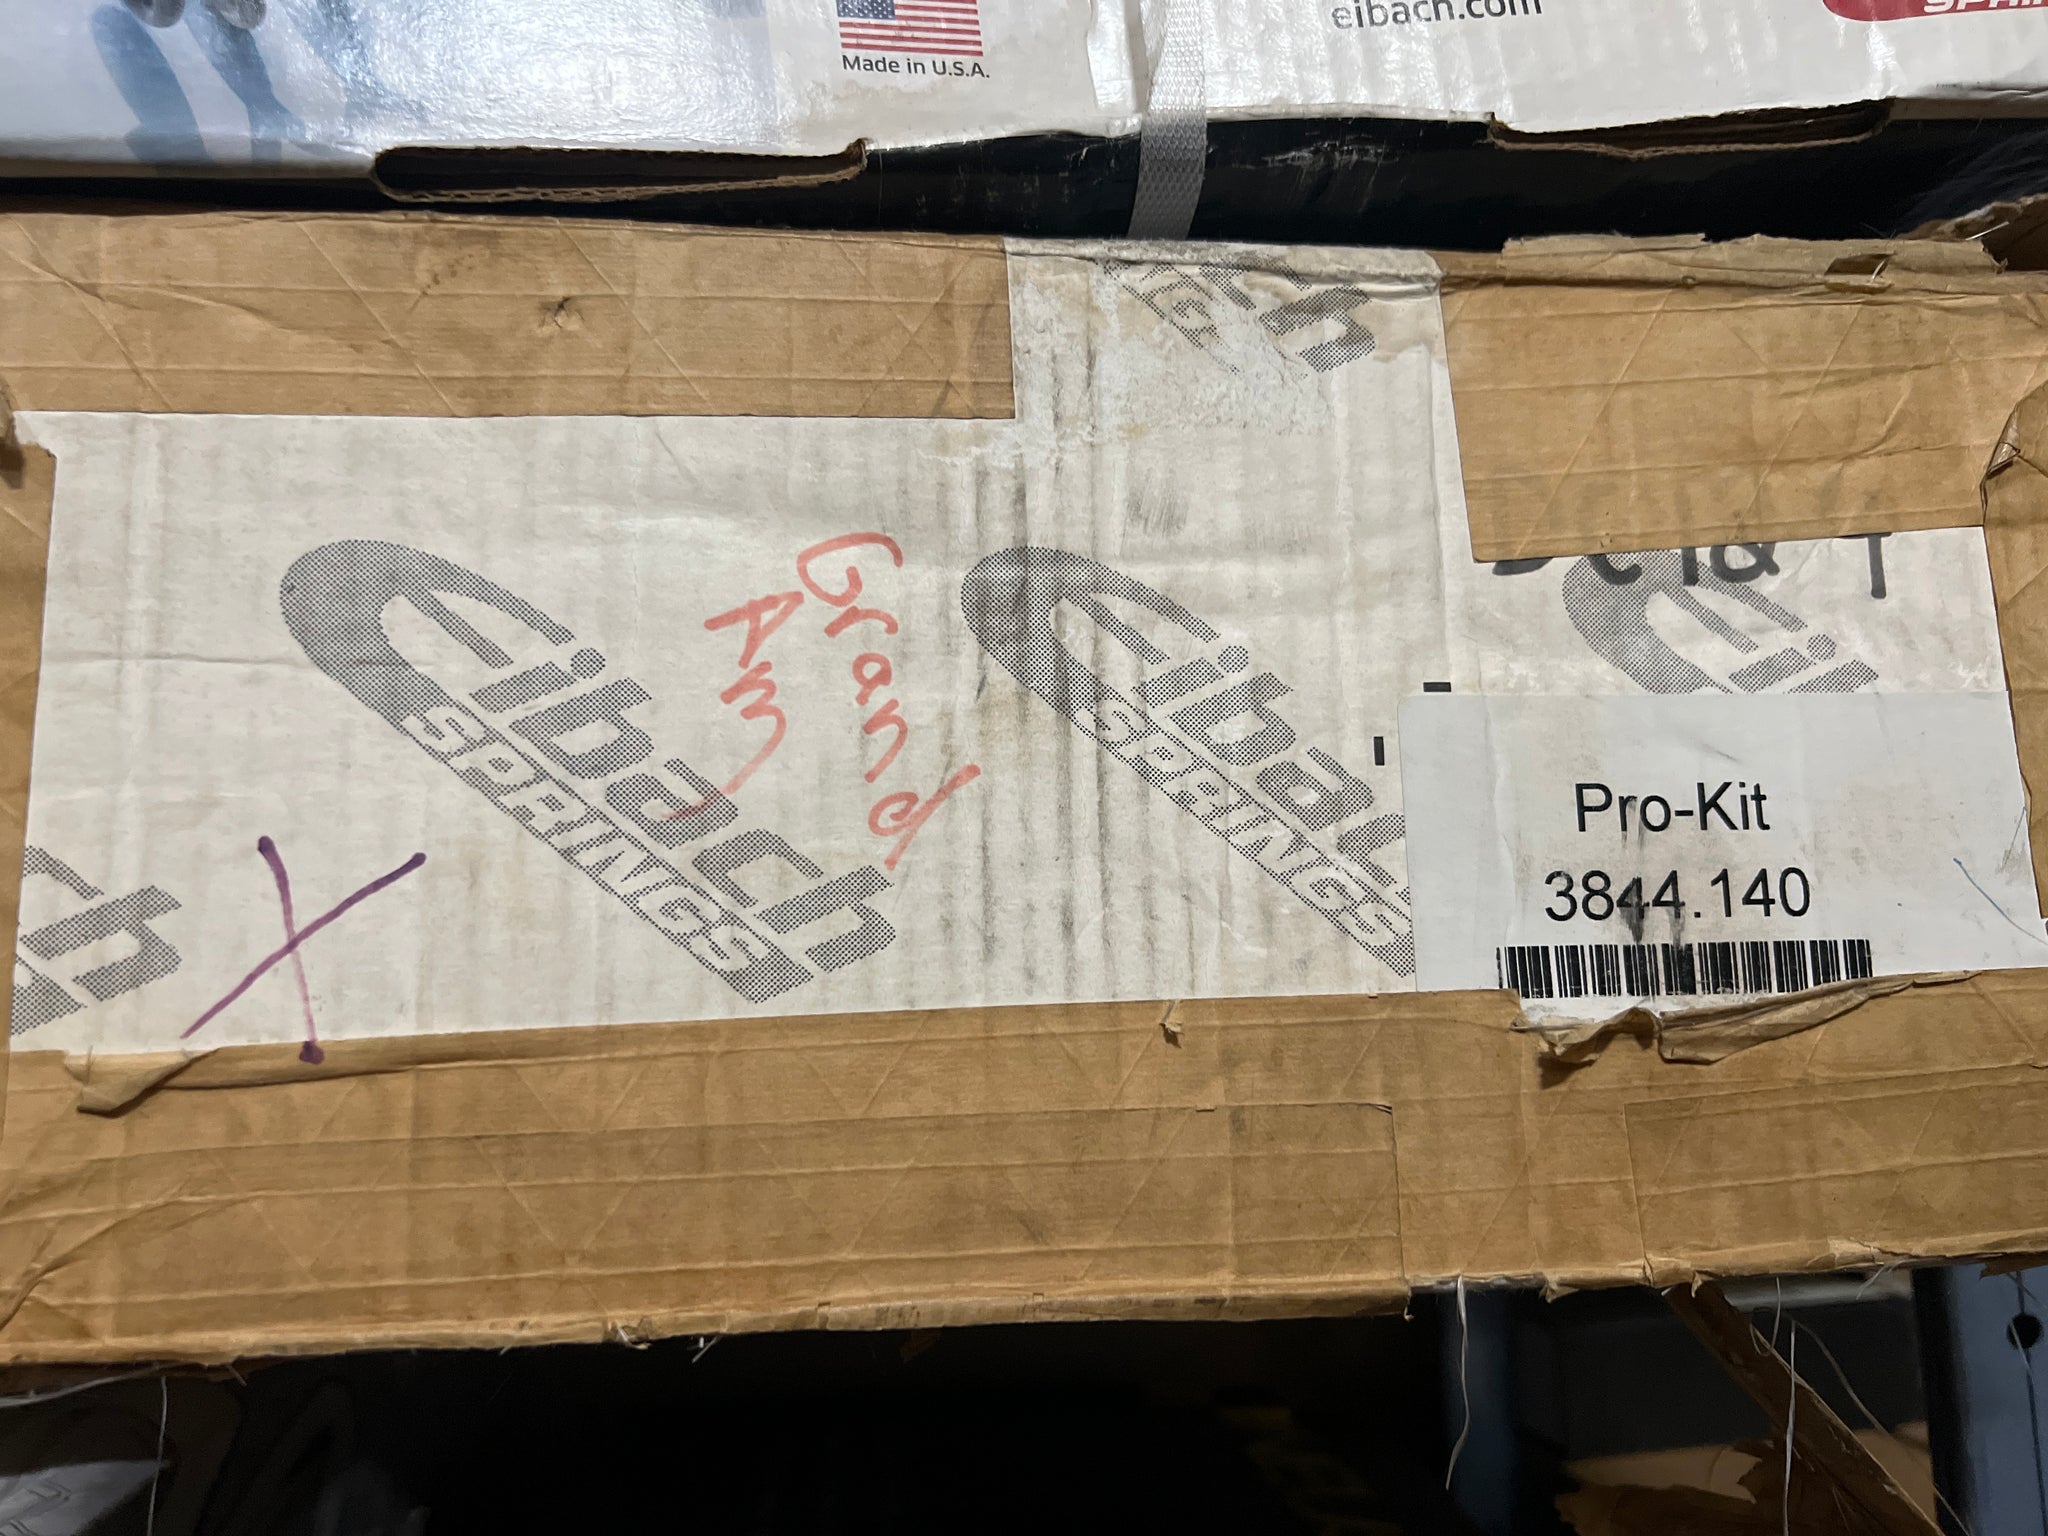 Made in U.S.A.
eibach.com
eibach
SPRINGS
Grand
Am
eibach
SPRINGS
Pro-Kit
3844.140